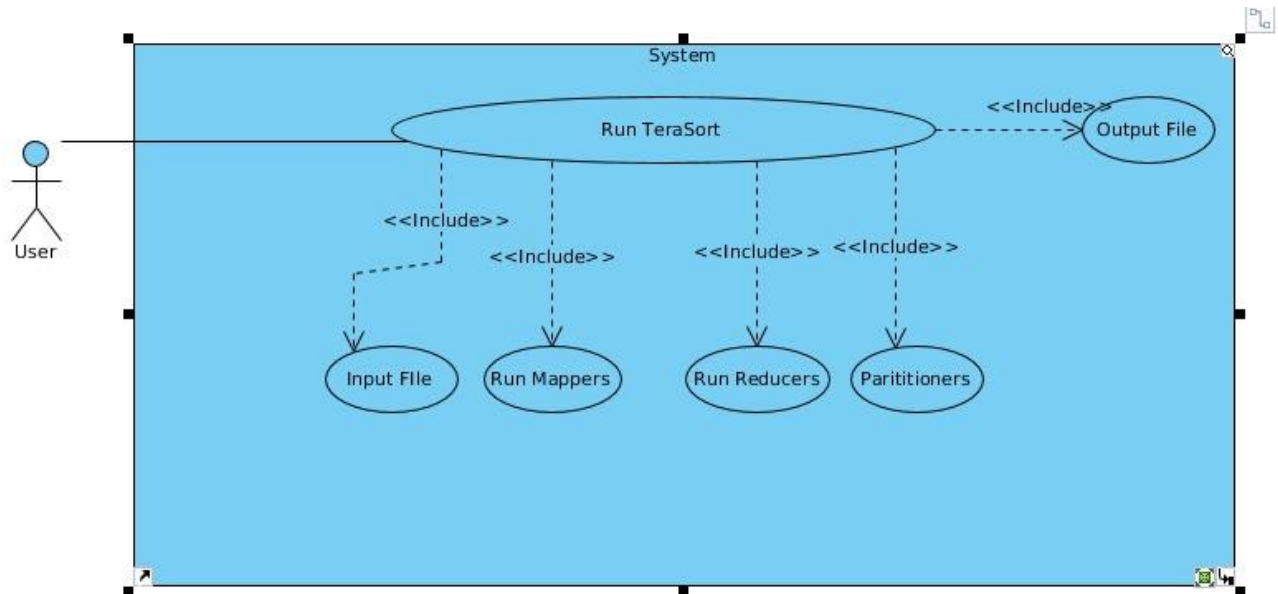 System
<<Include>>
Run TeraSort
Output File
<<Include>>
User
<<Include>>
<<Include>>
<<Include>>
Input FIle
Run Mappers
Run Reducers
Parititioners